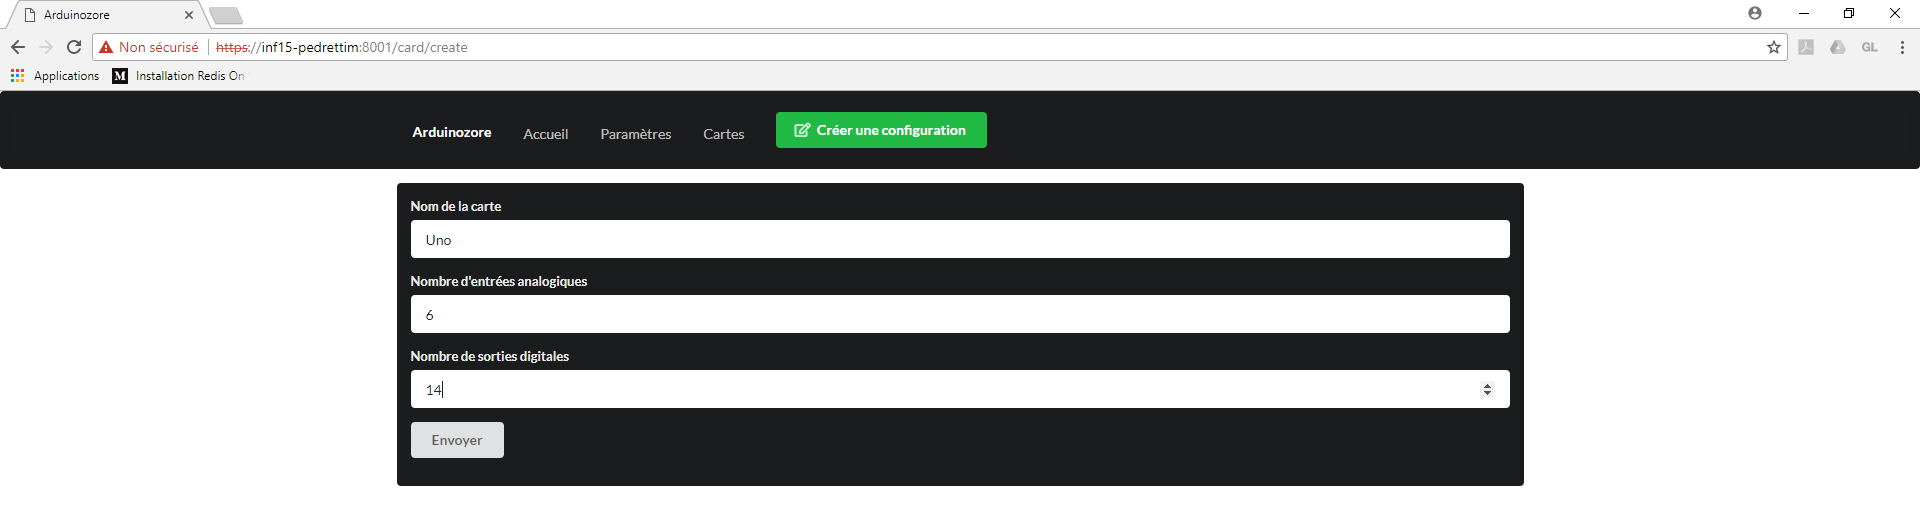 Arduinozore
Non sécurisé https://inf15-pedrettim:8001/card/create
GL
Applications M Installation Redis On
Arduinozore Accueil Paramètres Cartes Créer une configuration
Nom de la carte
Uno
Nombre d'entrées analogiques
6
Nombre de sorties digitales
14
Envoyer